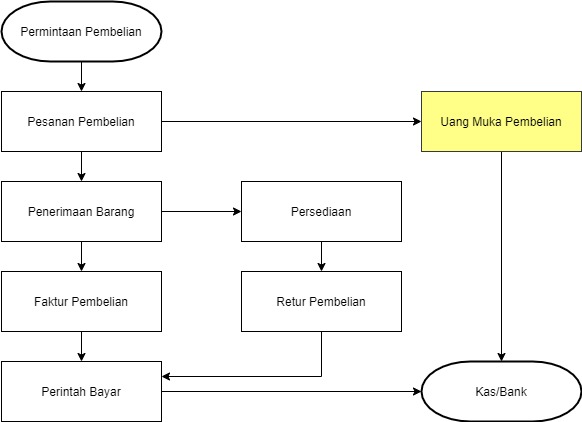 Permintaan Pembelian
Pesanan Pembelian
Uang Muka Pembelian
Penerimaan Barang
Persediaan
Faktur Pembelian
Retur Pembelian
Perintah Bayar
Kas/Bank